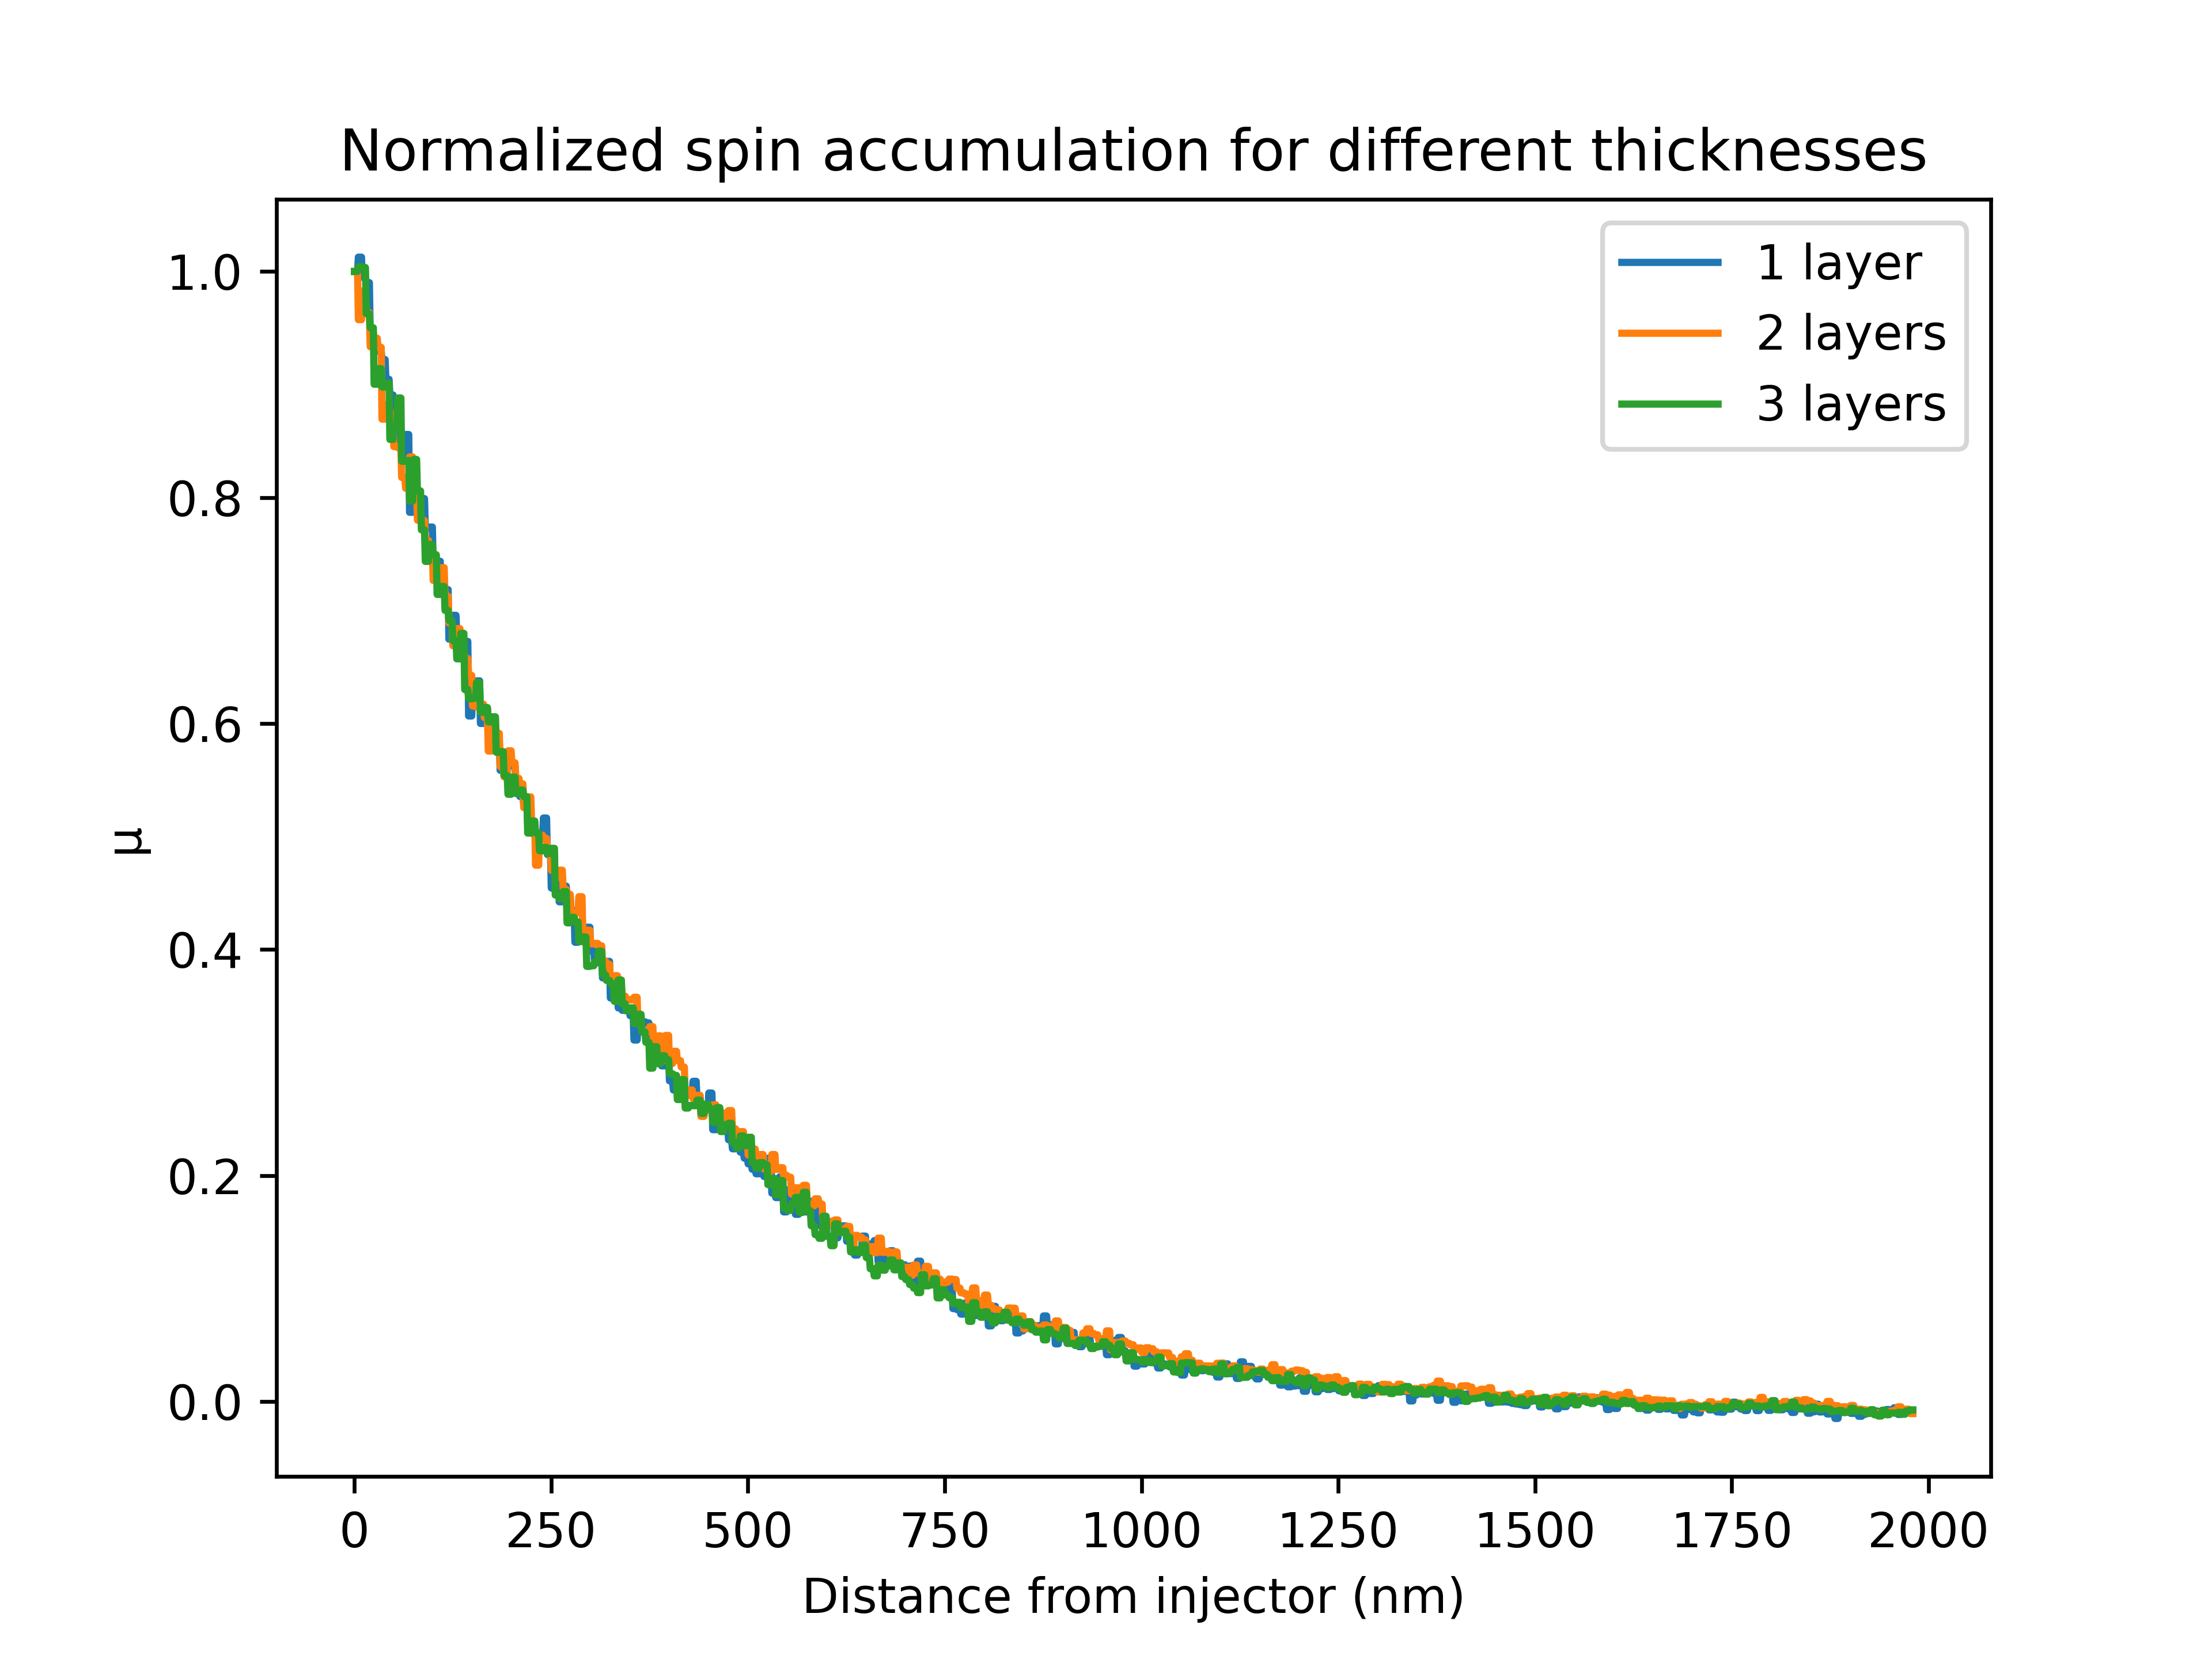 Normalized spin accumulation for different thicknesses
1 layer
2 layers
3 layers
1.0
0.8
0.6
0.4
0.2
0.0
μ
0 250 500 750 1000 1250 1500 1750 2000
Distance from injector (nm)